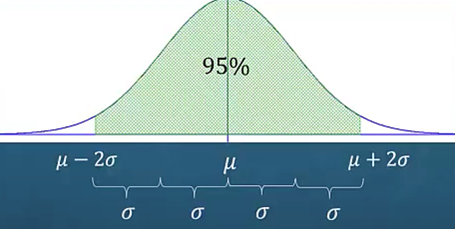 95%
μ − 2σ μ μ + 2σ
σ σ σ σ